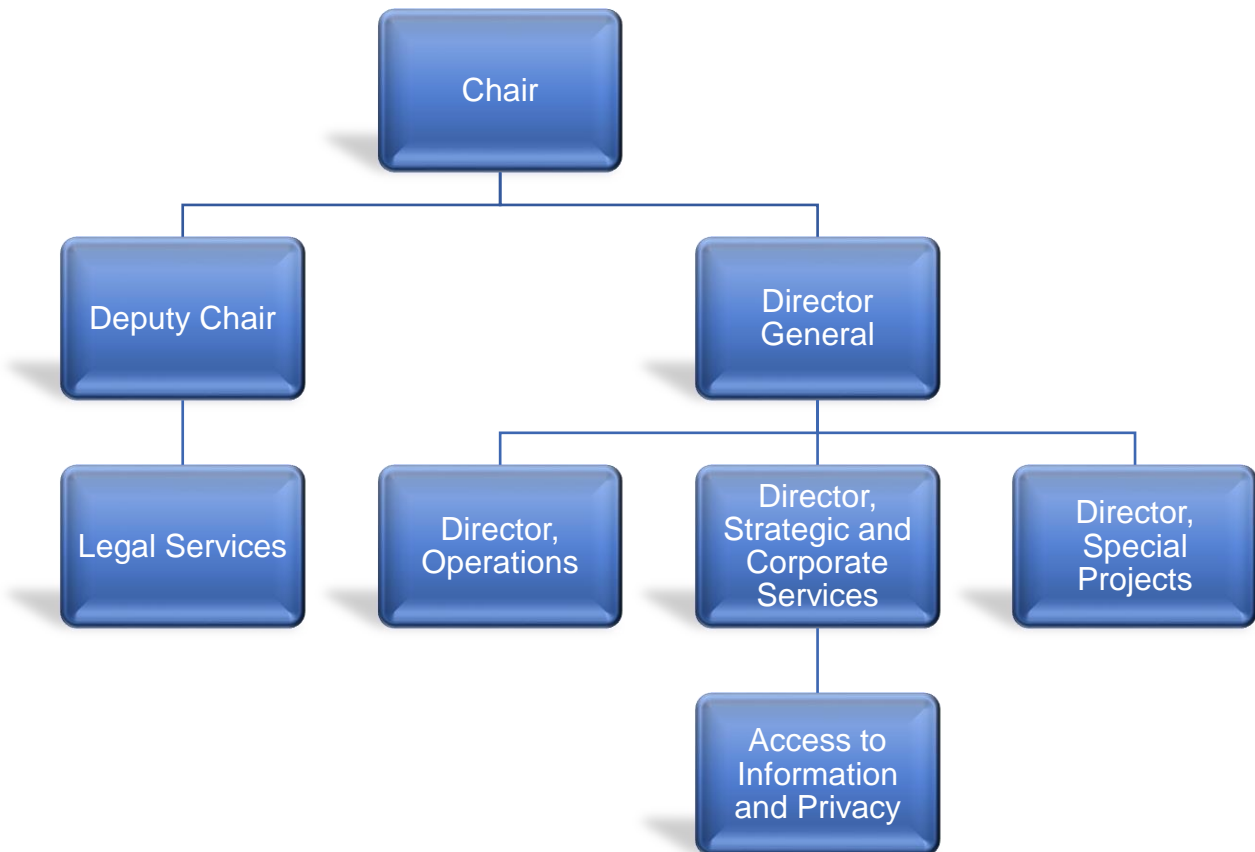 Chair
Deputy Chair
Director
General
Legal Services
Director,
Operations
Director,
Strategic and
Corporate
Services
Director,
Special
Projects
Access to
Information
and Privacy